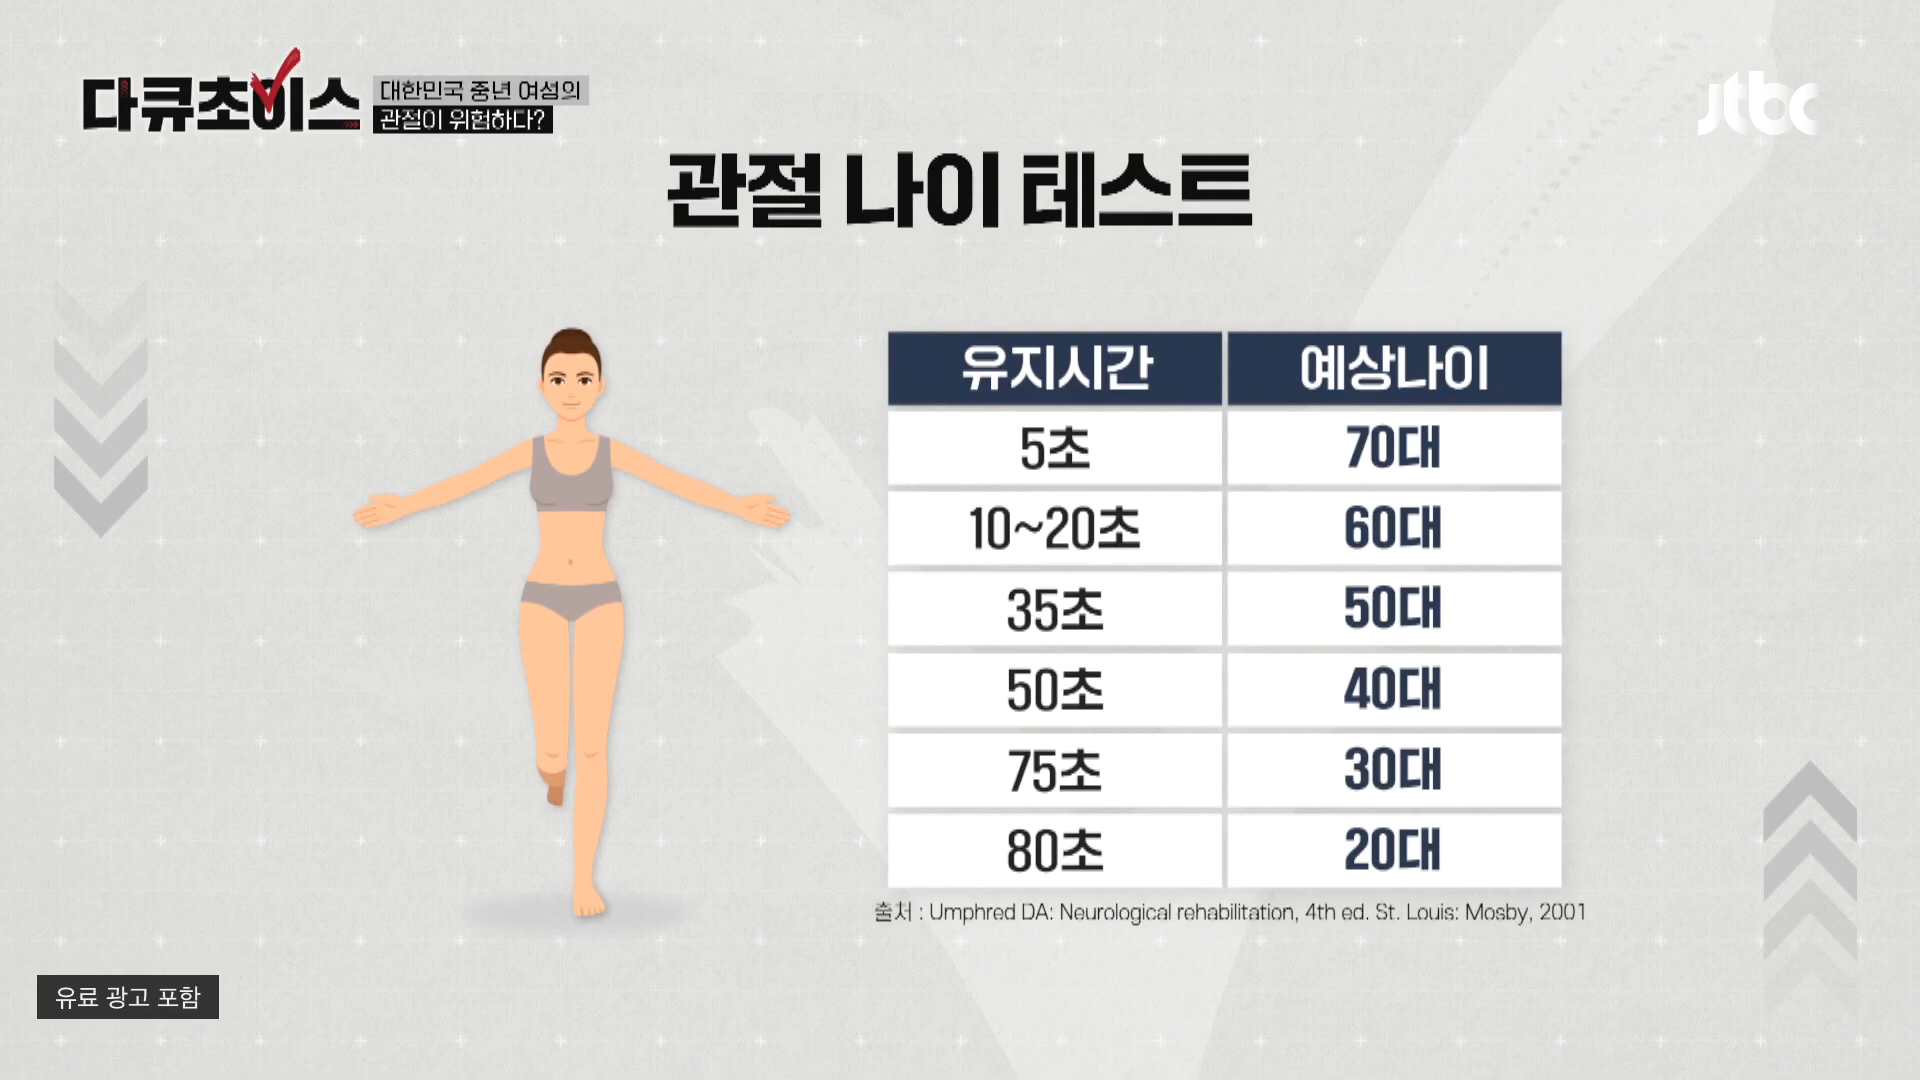 다큐초이스
대한민국 중년 여성의
관절이 위험하다?
jtbc
관절 나이 테스트
유지시간 예상나이
5초 70대
10~20초 60대
35초 50대
50초 40대
75초 30대
80초 20대
출처 : Umphred DA: Neurological rehabilitation, 4th ed. St. Louis: Mosby, 2001
유료 광고 포함